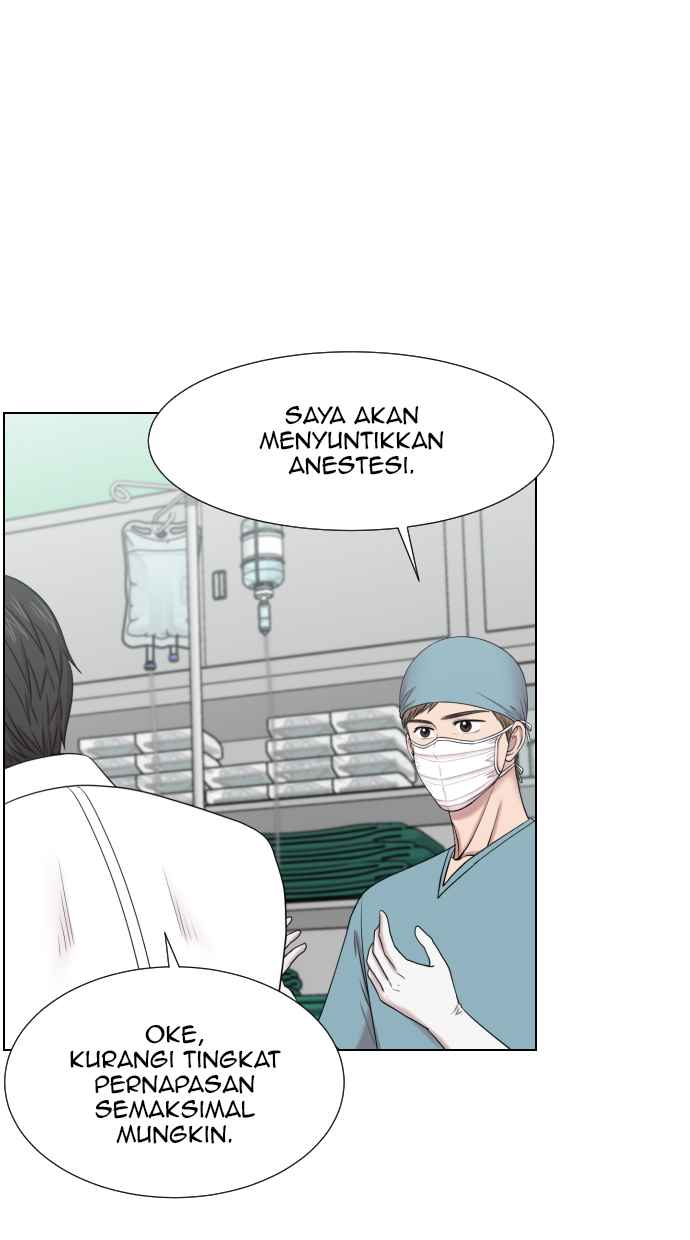 SAYA AKAN
MENYUNTIKKAN
ANESTESI.
OKE,
KURANGI TINGKAT
PERNAPASAN
SEMAKSIMAL
MUNGKIN.